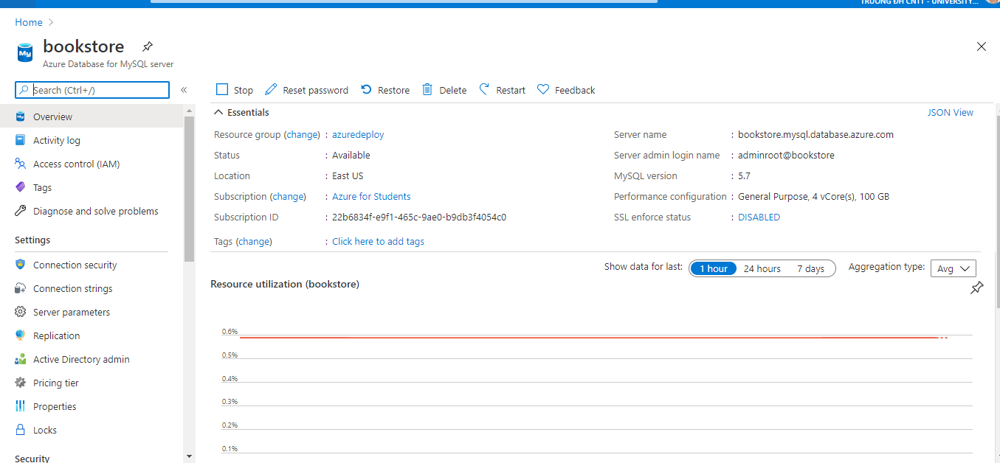 TRƯỜNG ĐH CNTT - UNIVERSITY...
Home
bookstore
Azure Database for MySQL server
Search (Ctrl+/)
Overview
Activity log
Access control (IAM)
Tags
Diagnose and solve problems
Settings
Connection security
Connection strings
Server parameters
Replication
Active Directory admin
Pricing tier
Properties
Locks
Security
Stop Reset password Restore Delete Restart Feedback
Essentials JSON View
Resource group (change) : azuredeploy
Status : Available
Location : East US
Subscription (change) : Azure for Students
Subscription ID : 22b6834f-e9f1-465c-9ae0-b9db3f4054c0
Tags (change) : Click here to add tags
Server name : bookstore.mysql.database.azure.com
Server admin login name : adminroot@bookstore
MySQL version : 5.7
Performance configuration : General Purpose, 4 vCore(s), 100 GB
SSL enforce status : DISABLED
Show data for last: 1 hour 24 hours 7 days Aggregation type: Avg
Resource utilization (bookstore)
0.6%
0.5%
0.4%
0.3%
0.2%
0.1%